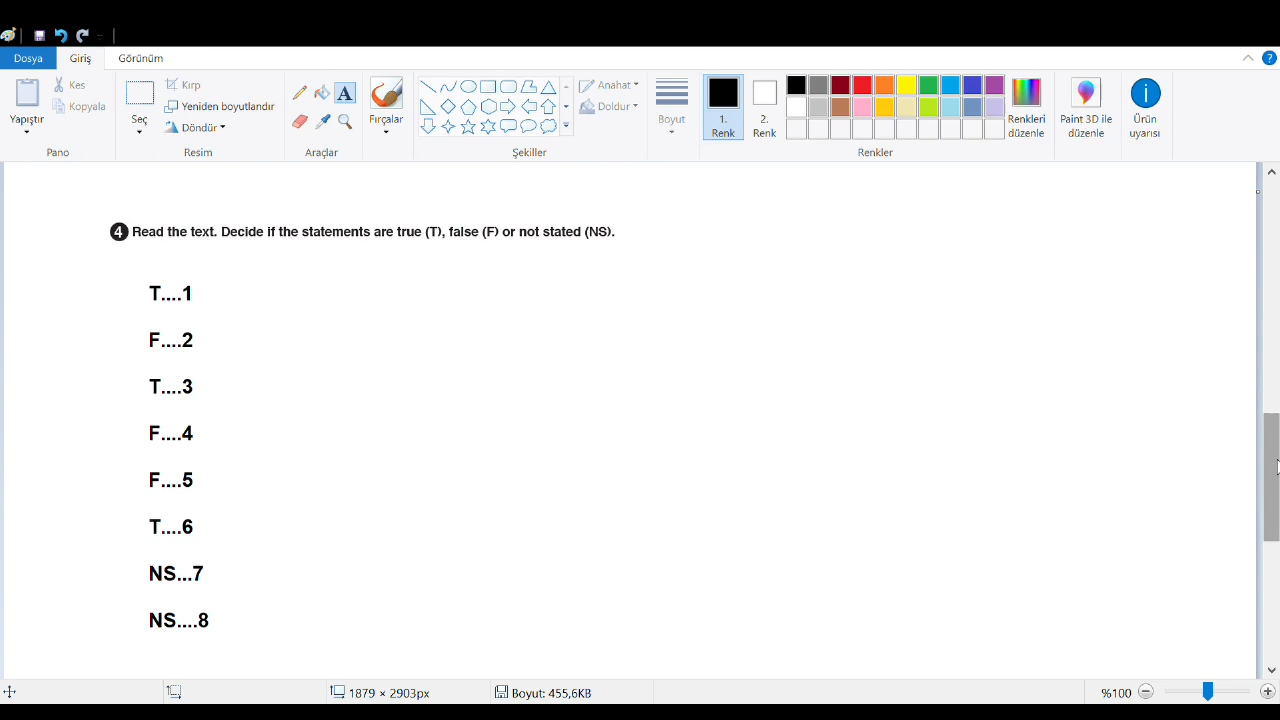 Dosya Giriş Görünüm
Yapıştır
Kes
Kopyala
Pano
Seç
Kırp
Yeniden boyutlandır
Döndür
Resim
A
Araçlar
Fırçalar
Şekiller
Anahat
Doldur
Boyut
1.
Renk
2.
Renk
Renkleri
düzenle
Renkler
Paint 3D ile
düzenle
Ürün
uyarısı
4 Read the text. Decide if the statements are true (T), false (F) or not stated (NS).
T....1
F....2
T....3
F....4
F....5
T....6
NS...7
NS....8
1879 × 2903px
Boyut: 455,6KB
%100